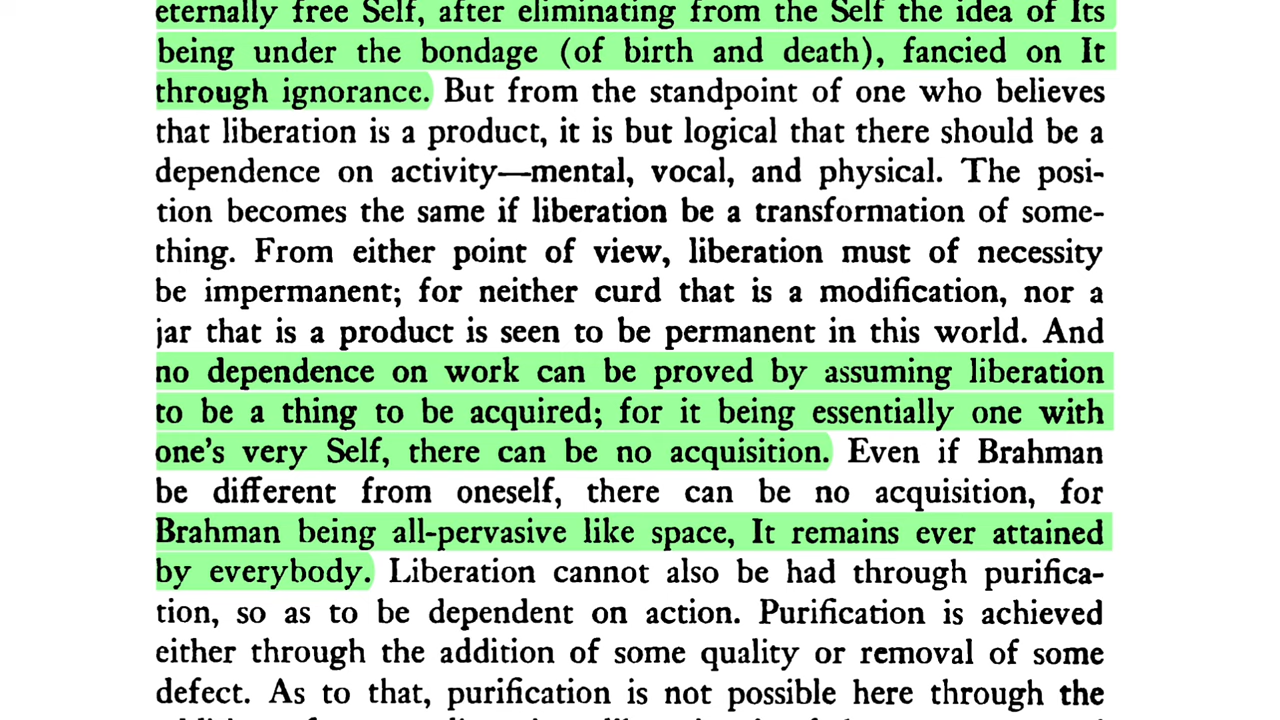 eternally free Self, after eliminating from the Self the idea of Its
being under the bondage (of birth and death), fancied on It
through ignorance. But from the standpoint of one who believes
that liberation is a product, it is but logical that there should be a
dependence on activity—mental, vocal, and physical. The posi-
tion becomes the same if liberation be a transformation of some-
thing. From either point of view, liberation must of necessity
be impermanent; for neither curd that is a modification, nor a
jar that is a product is seen to be permanent in this world. And
no dependence on work can be proved by assuming liberation
to be a thing to be acquired; for it being essentially one with
one's very Self, there can be no acquisition. Even if Brahman
be different from oneself, there can be no acquisition, for
Brahman being all-pervasive like space, It remains ever attained
by everybody. Liberation cannot also be had through purifica-
tion, so as to be dependent on action. Purification is achieved
either through the addition of some quality or removal of some
defect. As to that, purification is not possible here through the